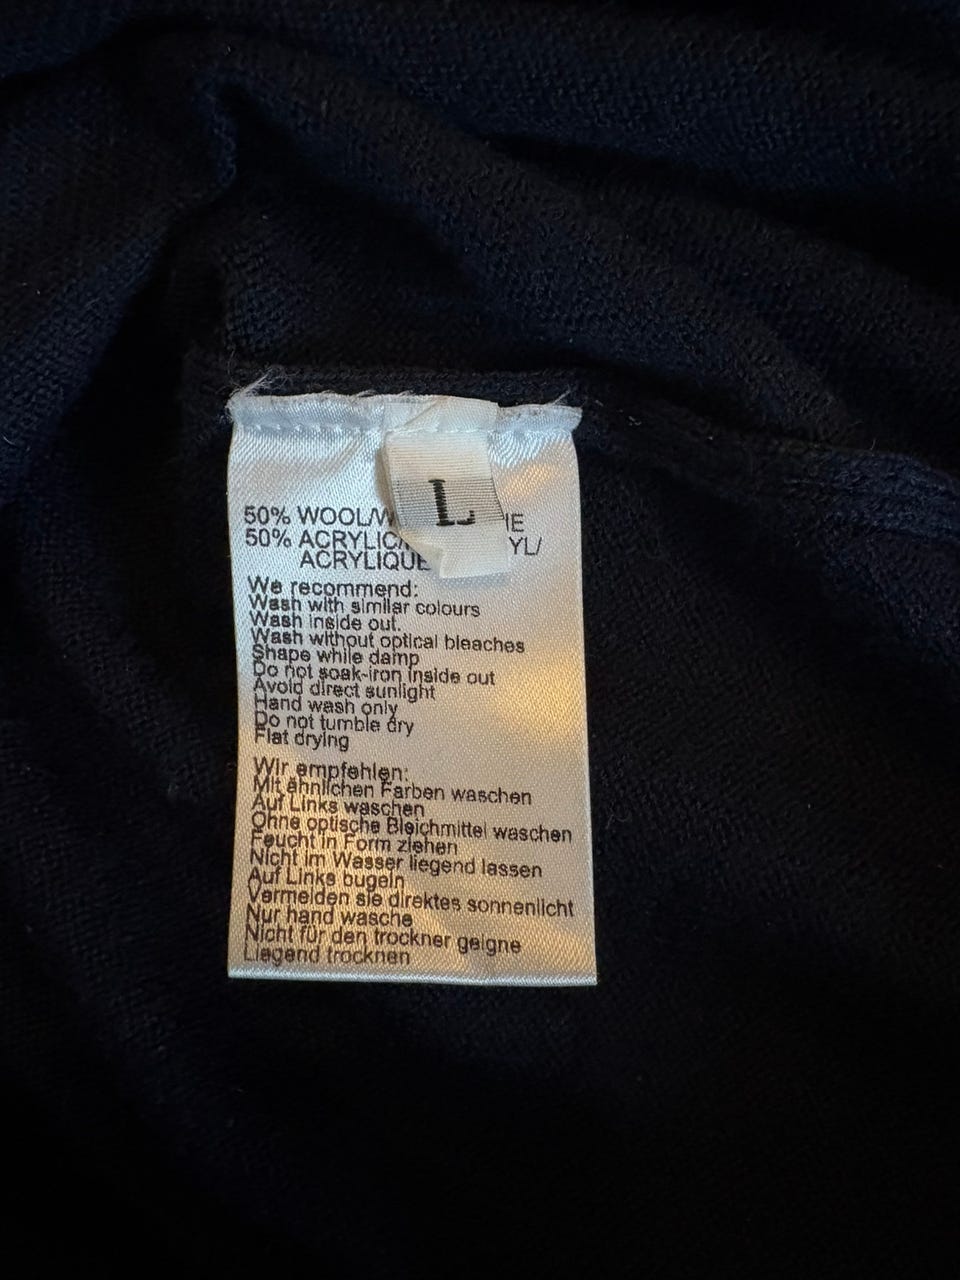 L
50% WOOL/W IE
50% ACRYLIC/ YL/
ACRYLIQUE
We recommend:
Wash with similar colours
Wash inside out.
Wash without optical bleaches
Shape while damp
Do not soak-iron inside out
Avoid direct sunlight
Hand wash only
Do not tumble dry
Flat drying
Wir empfehlen:
Mit ähnlichen Farben waschen
Auf Links waschen
Ohne optische Bleichmittel waschen
Feucht in Form ziehen
Nicht im Wasser liegend lassen
Auf Links bugeln
Vermeiden sie direktes sonnenlicht
Nur hand wasche
Nicht für den trockner geigne
Liegend trocknen